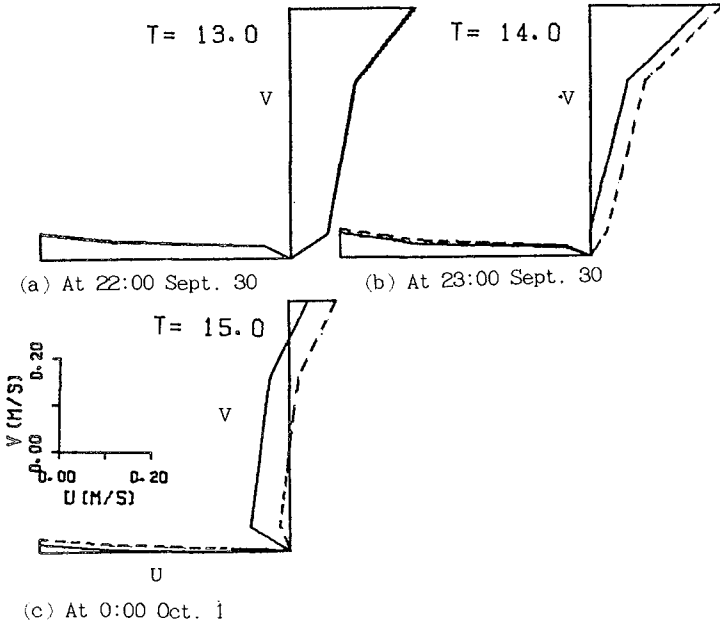 T= 13.0
V
(a) At 22:00 Sept. 30
T= 14.0
V
(b) At 23:00 Sept. 30
T= 15.0
V
V (M/S)
0.20
0.00
0.00 0.20
U (M/S)
U
(c) At 0:00 Oct. 1